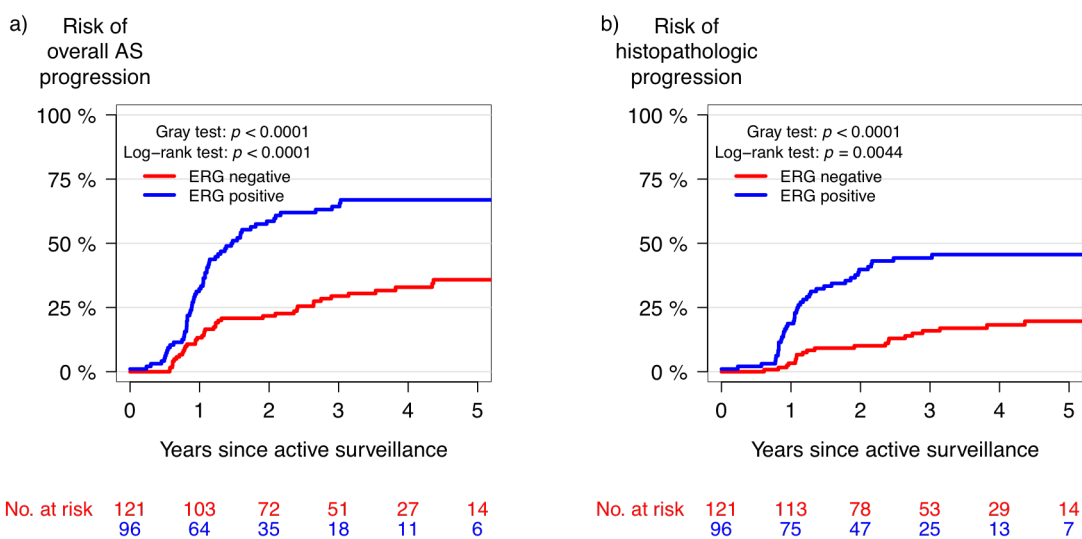 a)
Risk of
overall AS
progression
100 %
75 %
50 %
25 %
0 %
Gray test: p < 0.0001
Log−rank test: p < 0.0001
ERG negative
ERG positive
0 1 2 3 4 5
Years since active surveillance
No. at risk 121 103 72 51 27 14
96 64 35 18 11 6
b)
Risk of
histopathologic
progression
100 %
75 %
50 %
25 %
0 %
Gray test: p < 0.0001
Log−rank test: p = 0.0044
ERG negative
ERG positive
0 1 2 3 4 5
Years since active surveillance
No. at risk 121 113 78 53 29 14
96 75 47 25 13 7